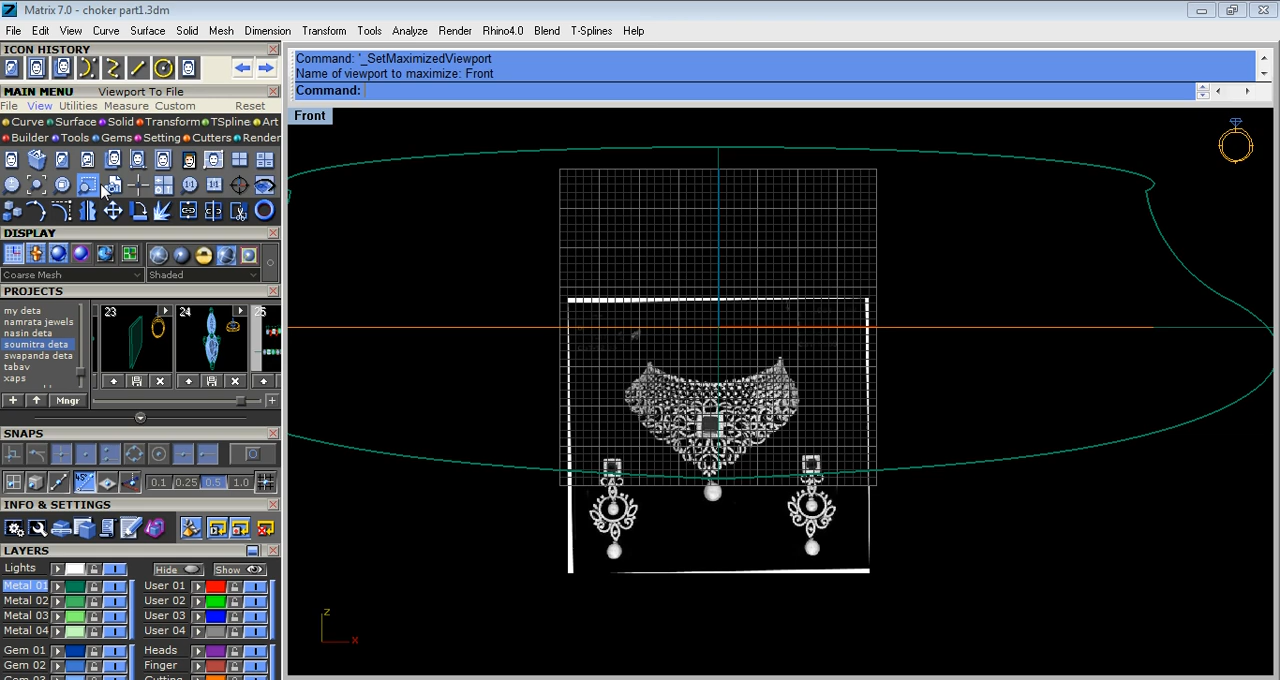 Matrix 7.0 - choker part1.3dm
File Edit View Curve Surface Solid Mesh Dimension Transform Tools Analyze Render Rhino4.0 Blend T-Splines Help
ICON HISTORY
MAIN MENU Viewport To File
File View Utilities Measure Custom Reset
Curve Surface Solid Transform TSpline Art
Builder Tools Gems Setting Cutters Render
DISPLAY
Coarse Mesh Shaded
PROJECTS
my deta
namrata jewels
nasin deta
soumitra deta
swapanda deta
tabav
xaps
23 24 25
Mngr
SNAPS
45°
0.1 0.25 0.5 1.0
INFO & SETTINGS
LAYERS
Lights Hide Show
Metal 01 User 01
Metal 02 User 02
Metal 03 User 03
Metal 04 User 04
Gem 01 Heads
Gem 02 Finger
Command: '_SetMaximizedViewport
Name of viewport to maximize: Front
Command:
Front
z
x